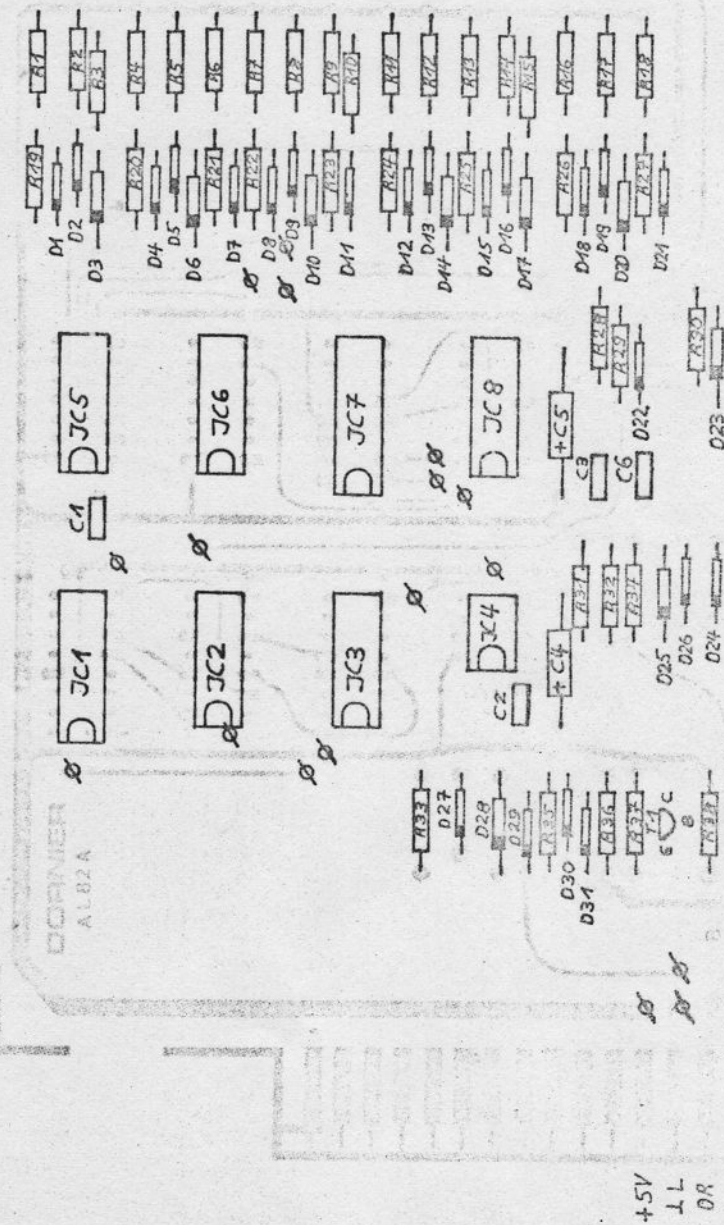 R1
R2
R3
R4
R5
R6
R7
R8
R9
R10
R11
R12
R13
R14
R15
R16
R17
R18
R19
R20
R21
R22
R23
R24
R25
R26
R27
D1
D2
D3
D4
D5
D6
D7
D8
D9
D10
D11
D12
D13
D14
D15
D16
D17
D18
D19
D20
D21
JC5
JC6
JC7
JC8
+C5
R28
R29
D22
R30
D23
C1
C3
C6
JC1
JC2
JC3
JC4
C2
+C4
R31
R32
R34
D25
D26
D24
DORNIER
AL82A
R33
D27
D28
D29
R35
D30
D31
R36
R37
T1
C
B
R38
B
+5V
⊥ L
OR